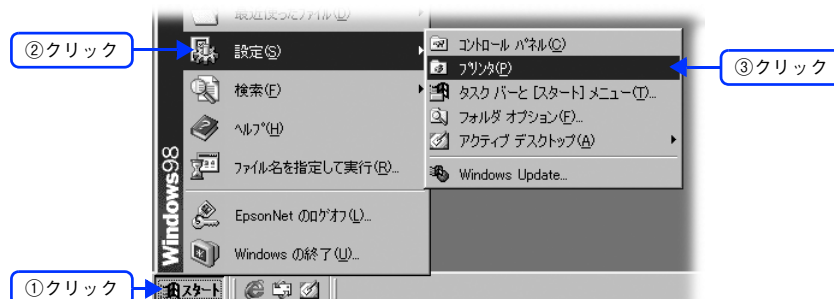 最近使ったファイル(D)
②クリック
設定(S)
コントロール パネル(C)
プリンタ(P)
③クリック
検索(F)
タスク バーと [スタート] メニュー(T)...
フォルダ オプション(F)...
ヘルプ(H)
アクティブ デスクトップ(A)
ファイル名を指定して実行(R)...
Windows Update...
Windows98
EpsonNet のログオフ(L)...
Windows の終了(U)...
①クリック
スタート